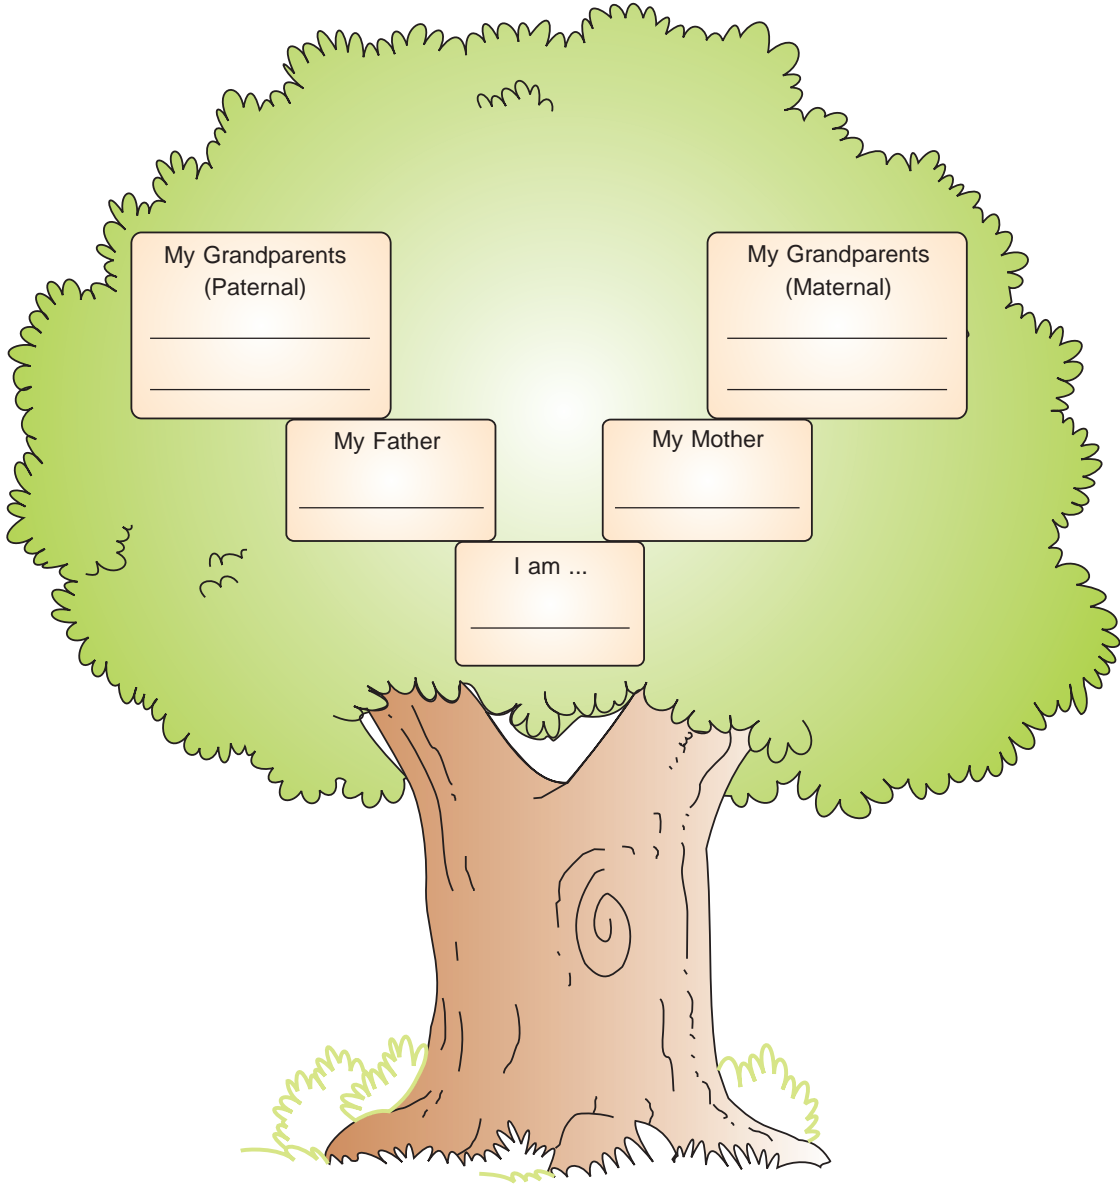 My Grandparents
(Paternal)
My Grandparents
(Maternal)
My Father
My Mother
I am ...